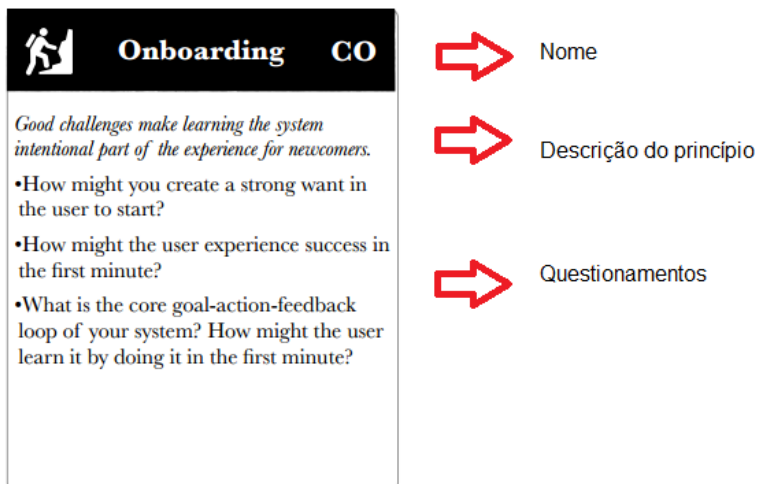 Onboarding CO
Nome
Good challenges make learning the system
intentional part of the experience for newcomers.
Descrição do princípio
•How might you create a strong want in
the user to start?
•How might the user experience success in
the first minute?
Questionamentos
•What is the core goal-action-feedback
loop of your system? How might the user
learn it by doing it in the first minute?